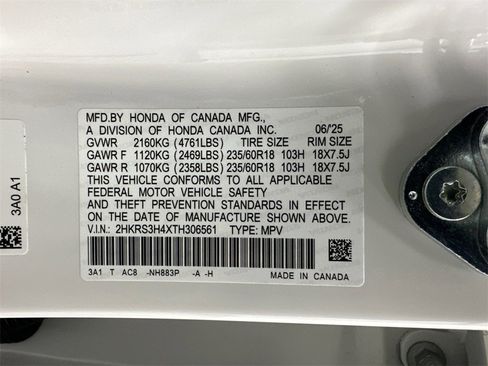 MFD.BY HONDA OF CANADA MFG.,
A DIVISION OF HONDA CANADA INC. 06/'25
GVWR 2160KG (4761LBS) TIRE SIZE RIM SIZE
GAWR F 1120KG (2469LBS) 235/60R18 103H 18X7.5J
GAWR R 1070KG (2358LBS) 235/60R18 103H 18X7.5J
THIS VEHICLE CONFORMS TO ALL APPLICABLE
FEDERAL MOTOR VEHICLE SAFETY
AND THEFT PREVENTION STANDARDS IN EFFECT
ON THE DATE OF MANUFACTURE SHOWN ABOVE.
V.I.N.: 2HKRS3H4XTH306561 TYPE: MPV
3A1 T AC8 -NH883P -A -H
MADE IN CANADA
3A0 A1